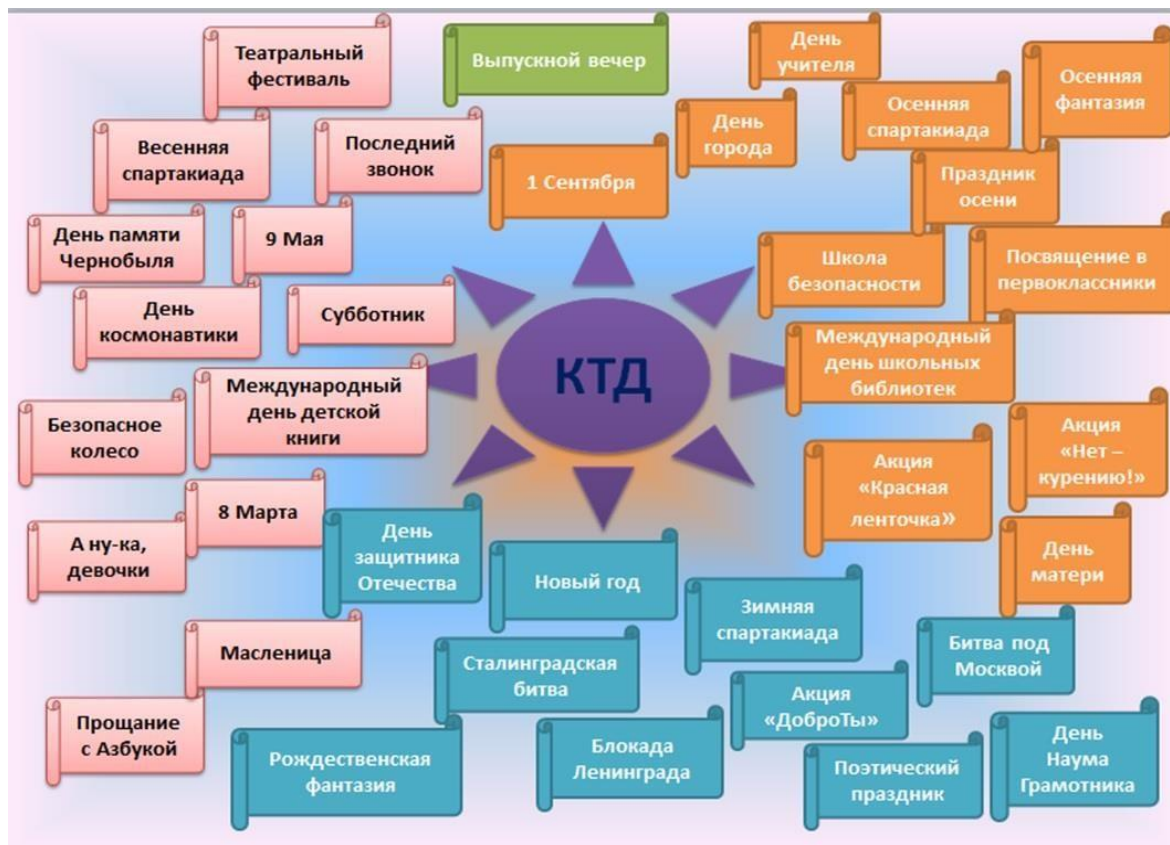 Театральный
фестиваль
Выпускной вечер
День
учителя
Осенняя
фантазия
Осенняя
спартакиада
День
города
Весенняя
спартакиада
Последний
звонок
1 Сентября
Праздник
осени
День памяти
Чернобыля
9 Мая
Школа
безопасности
Посвящение в
первоклассники
День
космонавтики
Субботник
Международный
день школьных
библиотек
КТД
Международный
день детской
книги
Безопасное
колесо
Акция
«Нет –
курению!»
Акция
«Красная
ленточка»
8 Марта
А ну-ка,
девочки
День
защитника
Отечества
Новый год
День
матери
Зимняя
спартакиада
Битва под
Москвой
Масленица
Сталинградская
битва
Акция
«ДоброТы»
Прощание
с Азбукой
Рождественская
фантазия
Блокада
Ленинграда
Поэтический
праздник
День
Наума
Грамотника